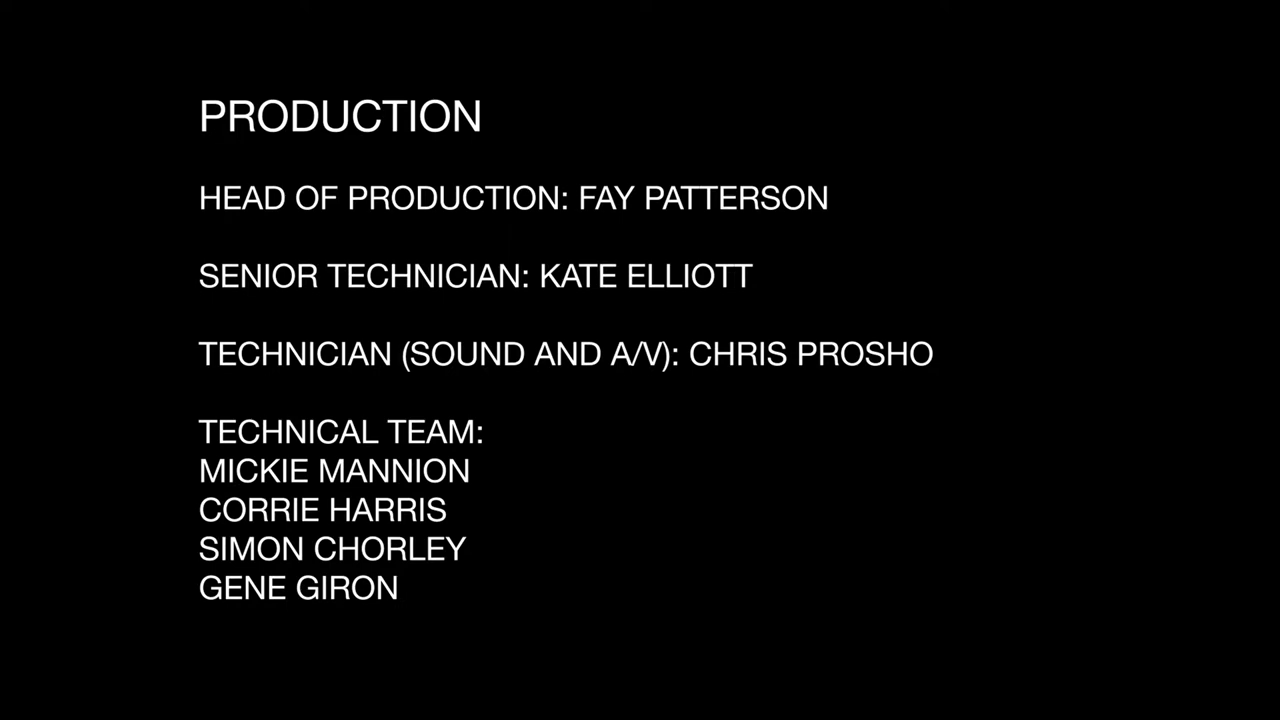 PRODUCTION
HEAD OF PRODUCTION: FAY PATTERSON
SENIOR TECHNICIAN: KATE ELLIOTT
TECHNICIAN (SOUND AND A/V): CHRIS PROSHO
TECHNICAL TEAM:
MICKIE MANNION
CORRIE HARRIS
SIMON CHORLEY
GENE GIRON